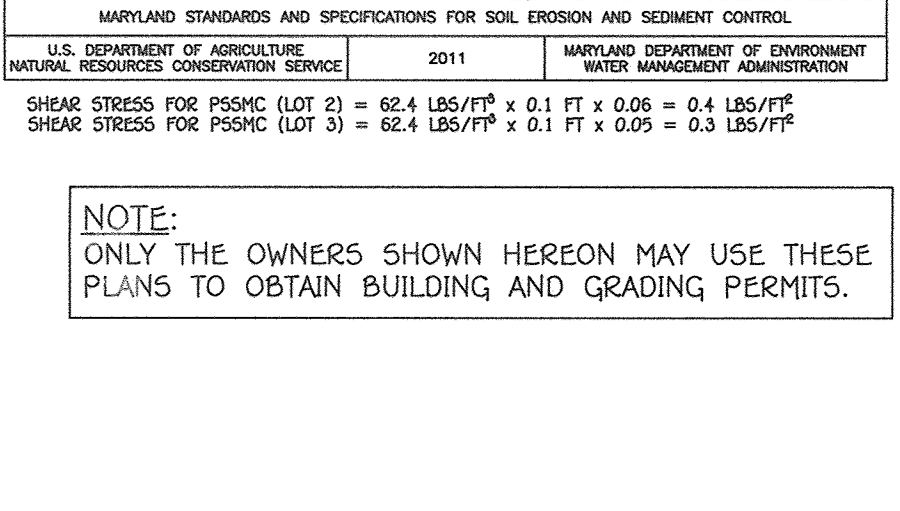 MARYLAND STANDARDS AND SPECIFICATIONS FOR SOIL EROSION AND SEDIMENT CONTROL
U.S. DEPARTMENT OF AGRICULTURE
NATURAL RESOURCES CONSERVATION SERVICE
2011
MARYLAND DEPARTMENT OF ENVIRONMENT
WATER MANAGEMENT ADMINISTRATION
SHEAR STRESS FOR PSSMC (LOT 2) = 62.4 LBS/FT³ x 0.1 FT x 0.06 = 0.4 LBS/FT²
SHEAR STRESS FOR PSSMC (LOT 3) = 62.4 LBS/FT³ x 0.1 FT x 0.05 = 0.3 LBS/FT²
NOTE:
ONLY THE OWNERS SHOWN HEREON MAY USE THESE
PLANS TO OBTAIN BUILDING AND GRADING PERMITS.